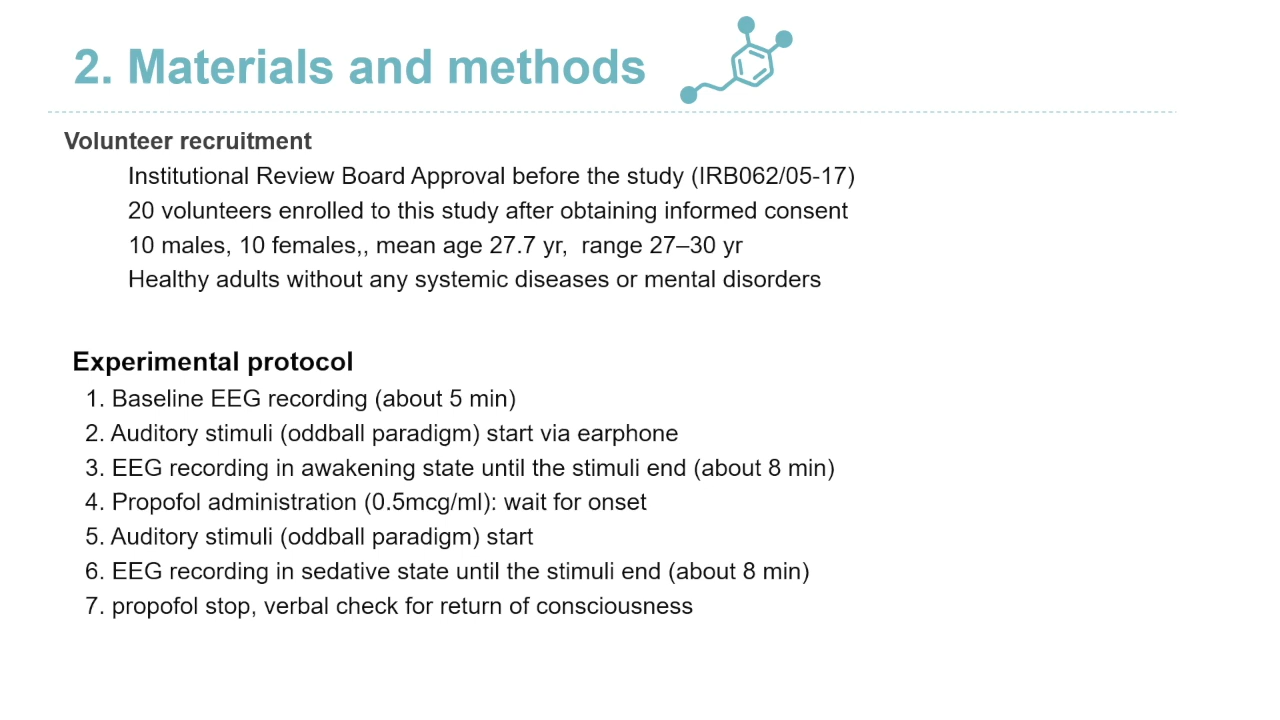 2. Materials and methods
Volunteer recruitment
Institutional Review Board Approval before the study (IRB062/05-17)
20 volunteers enrolled to this study after obtaining informed consent
10 males, 10 females,, mean age 27.7 yr,  range 27–30 yr
Healthy adults without any systemic diseases or mental disorders
Experimental protocol
1. Baseline EEG recording (about 5 min)
2. Auditory stimuli (oddball paradigm) start via earphone
3. EEG recording in awakening state until the stimuli end (about 8 min)
4. Propofol administration (0.5mcg/ml): wait for onset
5. Auditory stimuli (oddball paradigm) start
6. EEG recording in sedative state until the stimuli end (about 8 min)
7. propofol stop, verbal check for return of consciousness